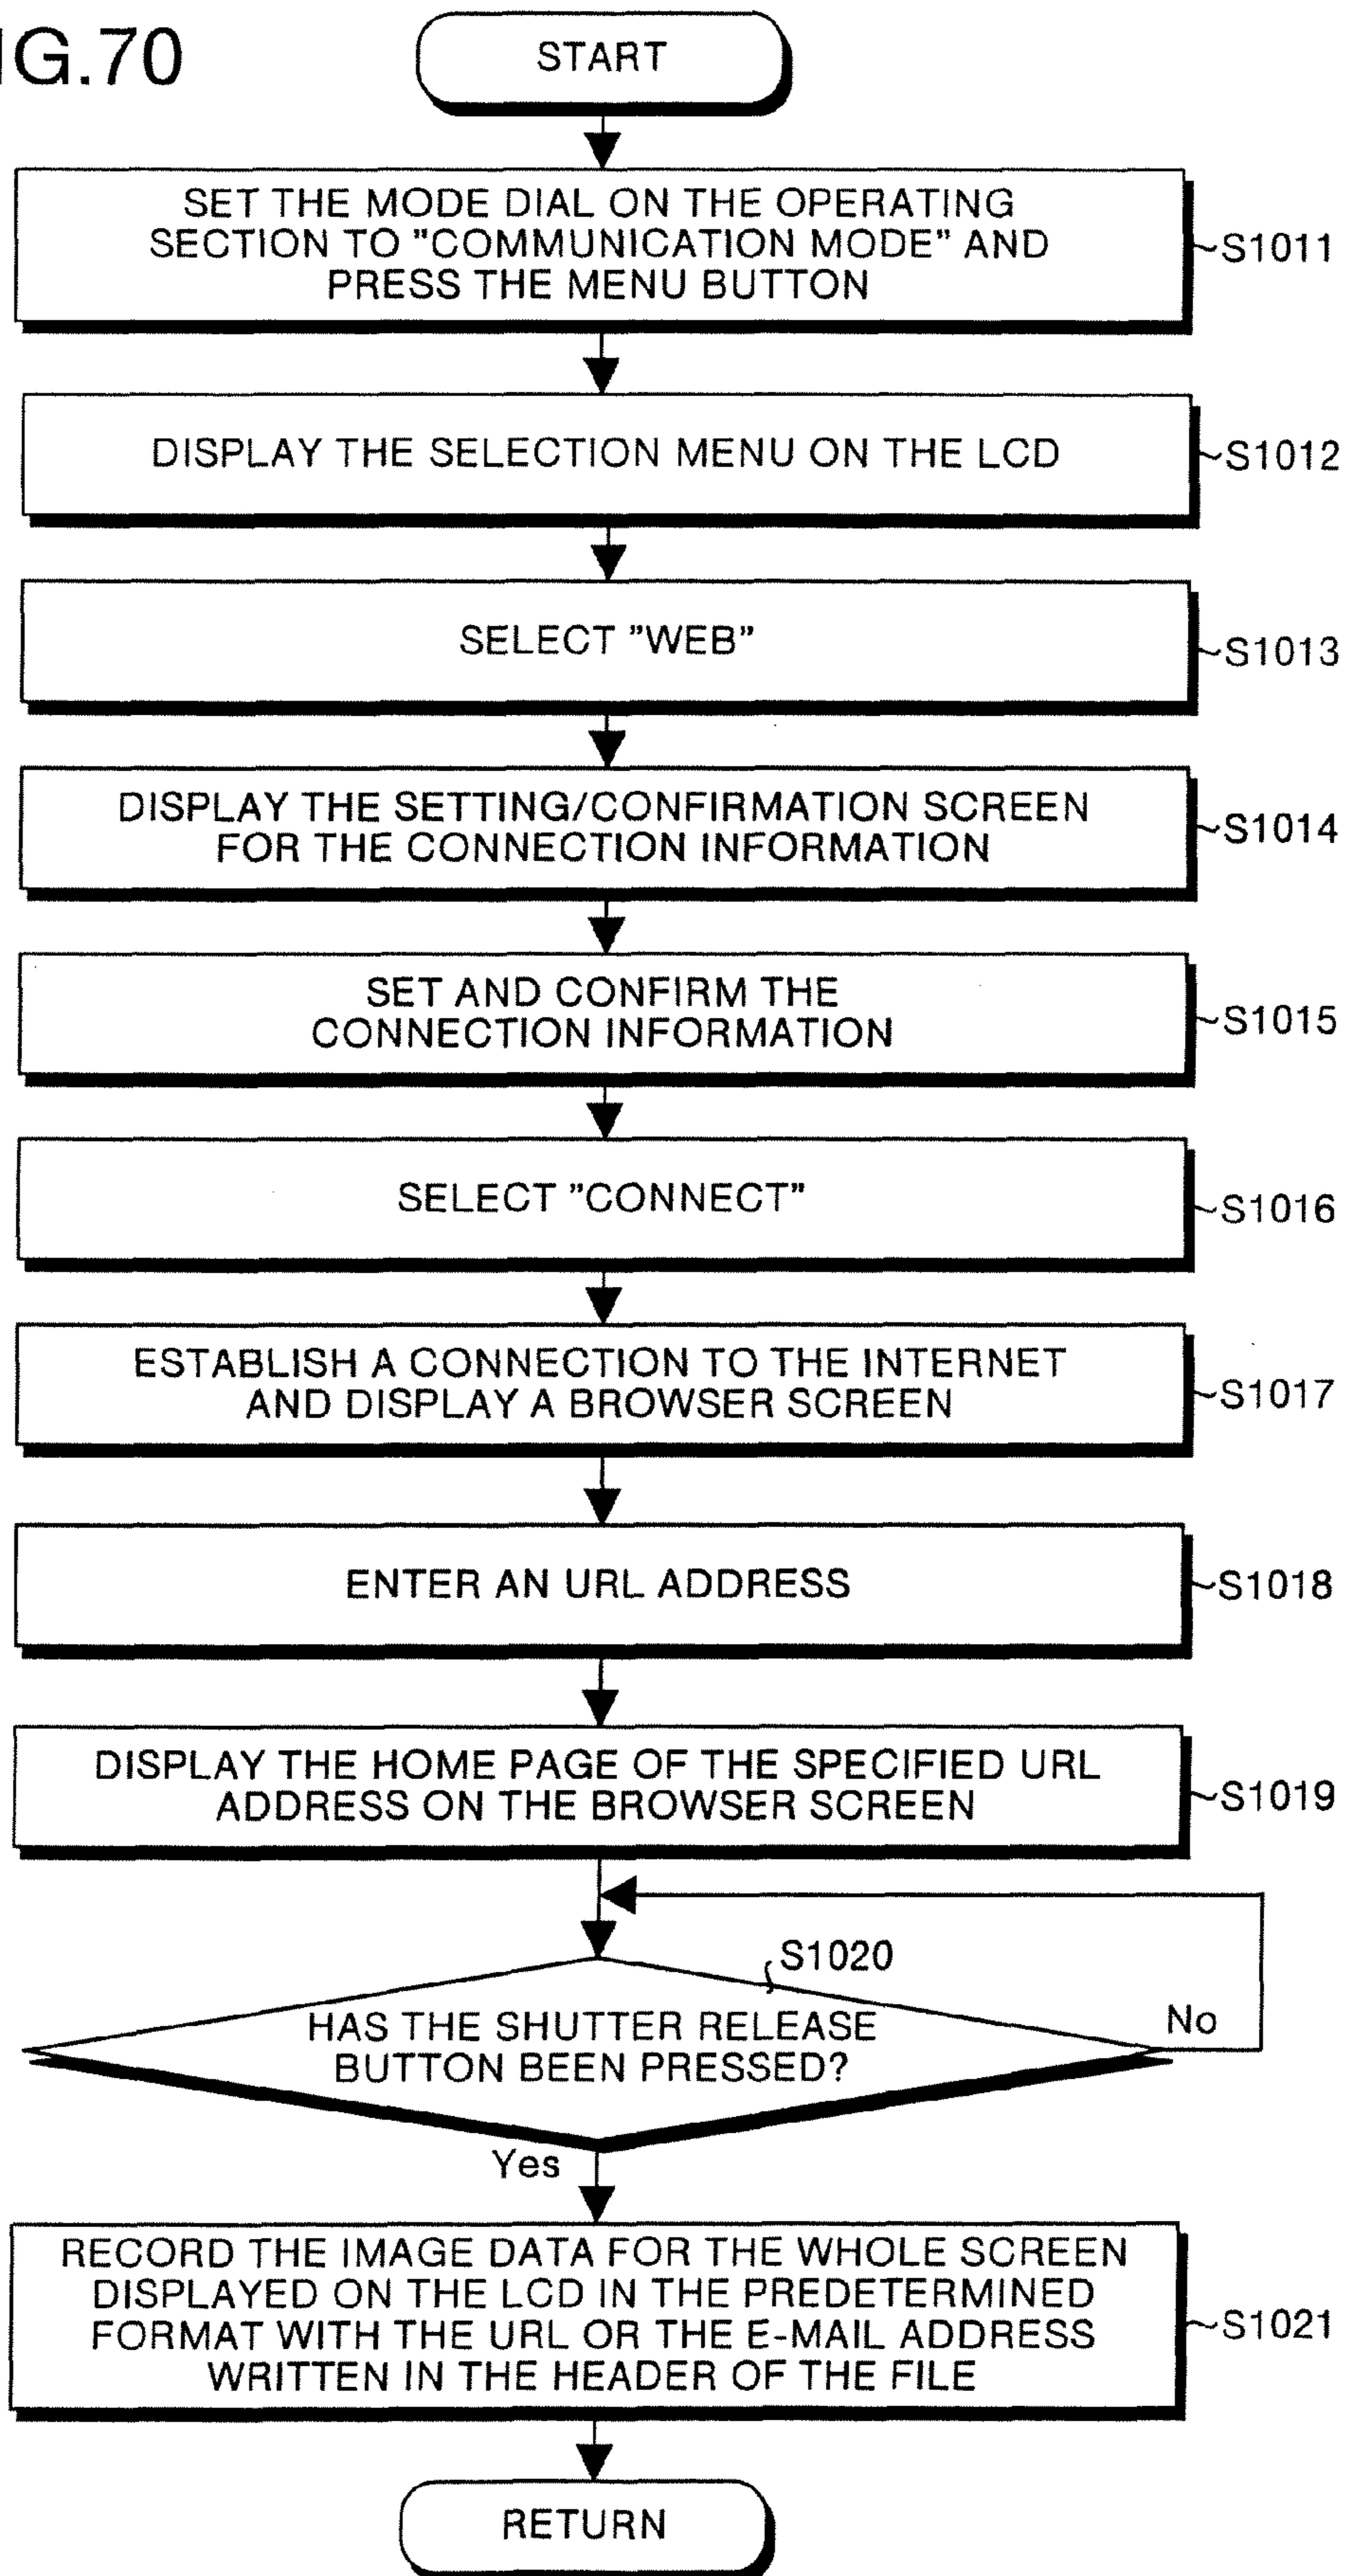 IG.70
START
SET THE MODE DIAL ON THE OPERATING
SECTION TO "COMMUNICATION MODE" AND
PRESS THE MENU BUTTON
S1011
DISPLAY THE SELECTION MENU ON THE LCD
S1012
SELECT "WEB"
S1013
DISPLAY THE SETTING/CONFIRMATION SCREEN
FOR THE CONNECTION INFORMATION
S1014
SET AND CONFIRM THE
CONNECTION INFORMATION
S1015
SELECT "CONNECT"
S1016
ESTABLISH A CONNECTION TO THE INTERNET
AND DISPLAY A BROWSER SCREEN
S1017
ENTER AN URL ADDRESS
S1018
DISPLAY THE HOME PAGE OF THE SPECIFIED URL
ADDRESS ON THE BROWSER SCREEN
S1019
S1020
HAS THE SHUTTER RELEASE
BUTTON BEEN PRESSED?
No
Yes
RECORD THE IMAGE DATA FOR THE WHOLE SCREEN
DISPLAYED ON THE LCD IN THE PREDETERMINED
FORMAT WITH THE URL OR THE E-MAIL ADDRESS
WRITTEN IN THE HEADER OF THE FILE
S1021
RETURN